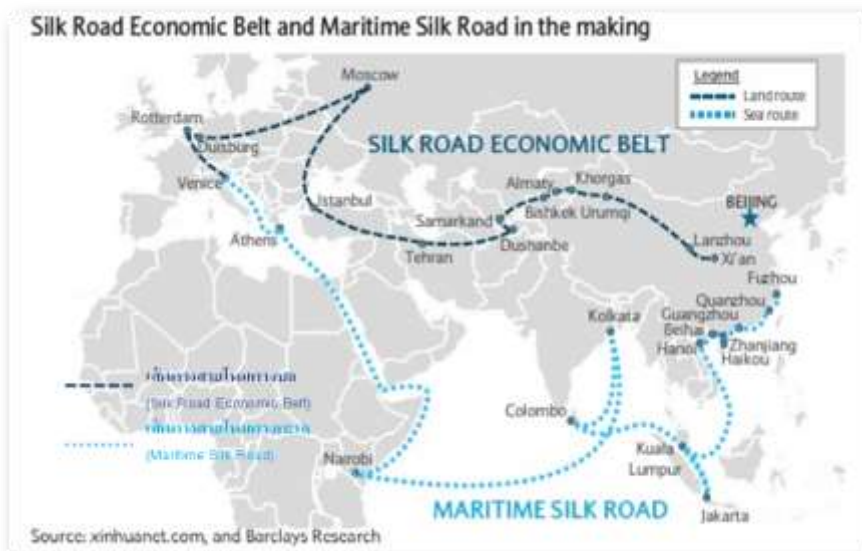 Silk Road Economic Belt and Maritime Silk Road in the making
Legend
Land route
Sea route
Moscow
Rotterdam
Duisburg
SILK ROAD ECONOMIC BELT
Venice
Almaty
Khorgas
Istanbul
Samarkand
Bishkek
Urumqi
BEIJING
Athens
Dushanbe
Lanzhou
Tehran
Xi'an
Fuzhou
Quanzhou
Kolkata
Guangzhou
Beihai
Hanoi
Zhanjiang
Haikou
(Silk Road Economic Belt)
(Maritime Silk Road)
Colombo
Kuala
Lumpur
Nairobi
MARITIME SILK ROAD
Jakarta
Source: xinhuanet.com, and Barclays Research